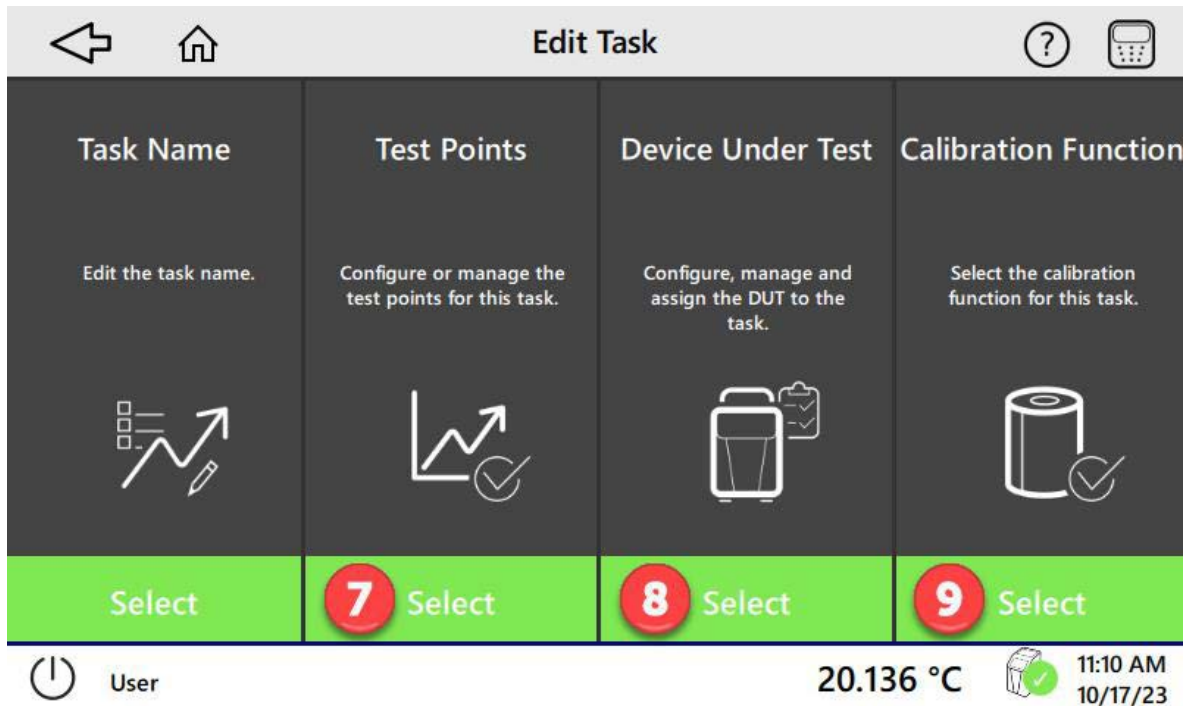 Edit Task
?
Task Name
Edit the task name.
Select
Test Points
Configure or manage the
test points for this task.
7 Select
Device Under Test
Configure, manage and
assign the DUT to the
task.
8 Select
Calibration Function
Select the calibration
function for this task.
9 Select
User
20.136 °C
11:10 AM
10/17/23